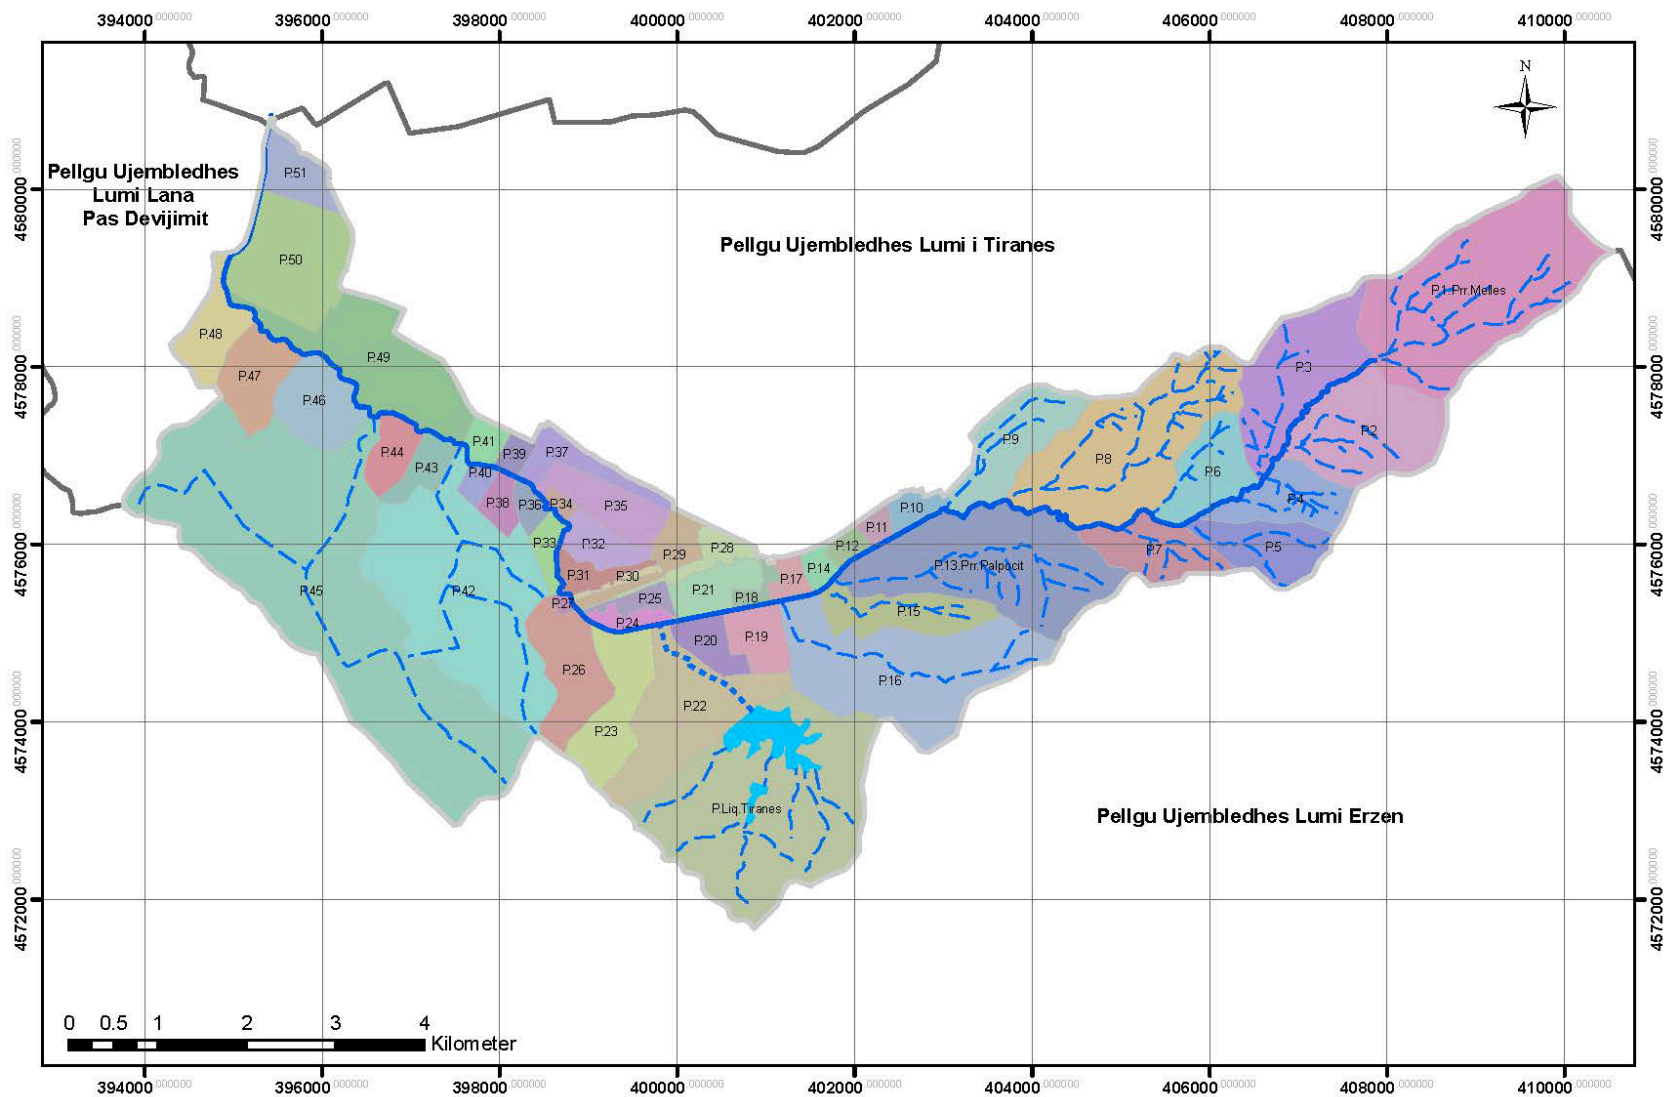 394000.000000 396000.000000 398000.000000 400000.000000 402000.000000 404000.000000 406000.000000 408000.000000 410000.000000
N
4580000.000000
4578000.000000
4576000.000000
4574000.000000
4572000.000000
4580000.000000
4578000.000000
4576000.000000
4574000.000000
4572000.000000
Pellgu Ujembledhes
Lumi Lana
Pas Devijimit
Pellgu Ujembledhes Lumi i Tiranes
Pellgu Ujembledhes Lumi Erzen
P.51
P.50
P.1.Prr.Melles
P.48
P.49
P.3
P.47
P.46
P.2
P.41
P.9
P.44
P.39
P.37
P.8
P.43
P.40
P.6
P.38
P.36
P.34
P.35
P.10
P.4
P.11
P.33
P.32
P.29
P.28
P.12
P.7
P.5
P.31
P.30
P.17
P.14
P.13.Prr.Palpocit
P.45
P.42
P.27
P.25
P.21
P.18
P.15
P.24
P.20
P.19
P.26
P.16
P.22
P.23
P.Liq.Tiranes
0 0.5 1 2 3 4
Kilometer
394000.000000 396000.000000 398000.000000 400000.000000 402000.000000 404000.000000 406000.000000 408000.000000 410000.000000